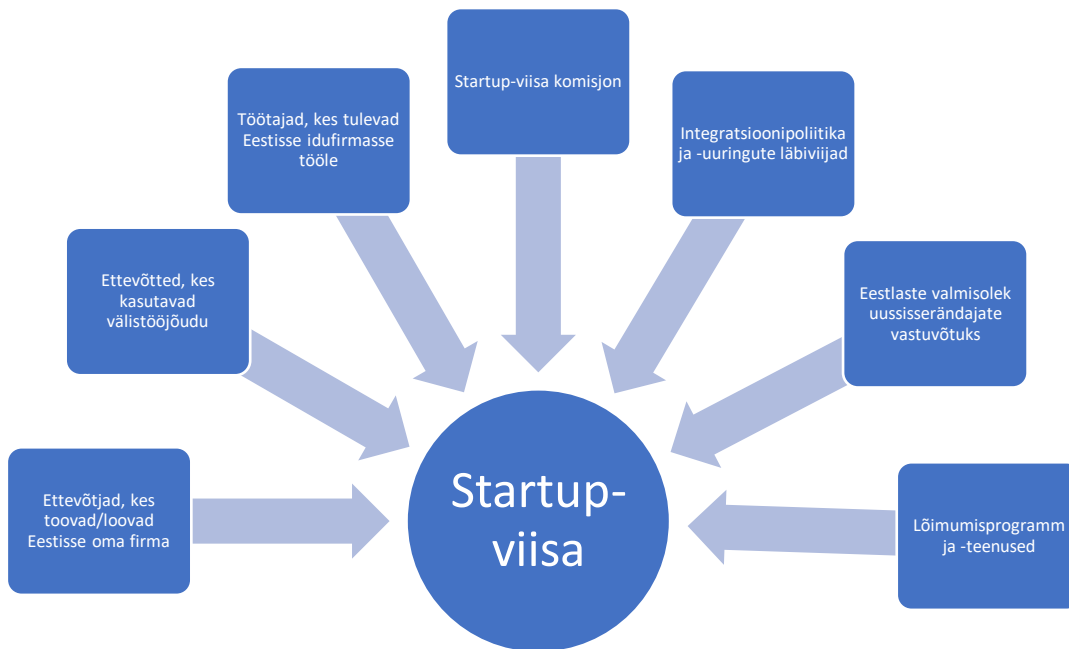 Startup-viisa komisjon
Töötajad, kes tulevad
Eestisse idufirmasse
tööle
Integratsioonipoliitika
ja -uuringute läbiviijad
Ettevõtted, kes
kasutavad
välistööjõudu
Eestlaste valmisolek
uussisserändajate
vastuvõtuks
Ettevõtjad, kes
toovad/loovad
Eestisse oma firma
Startup-
viisa
Lõimumisprogramm
ja -teenused